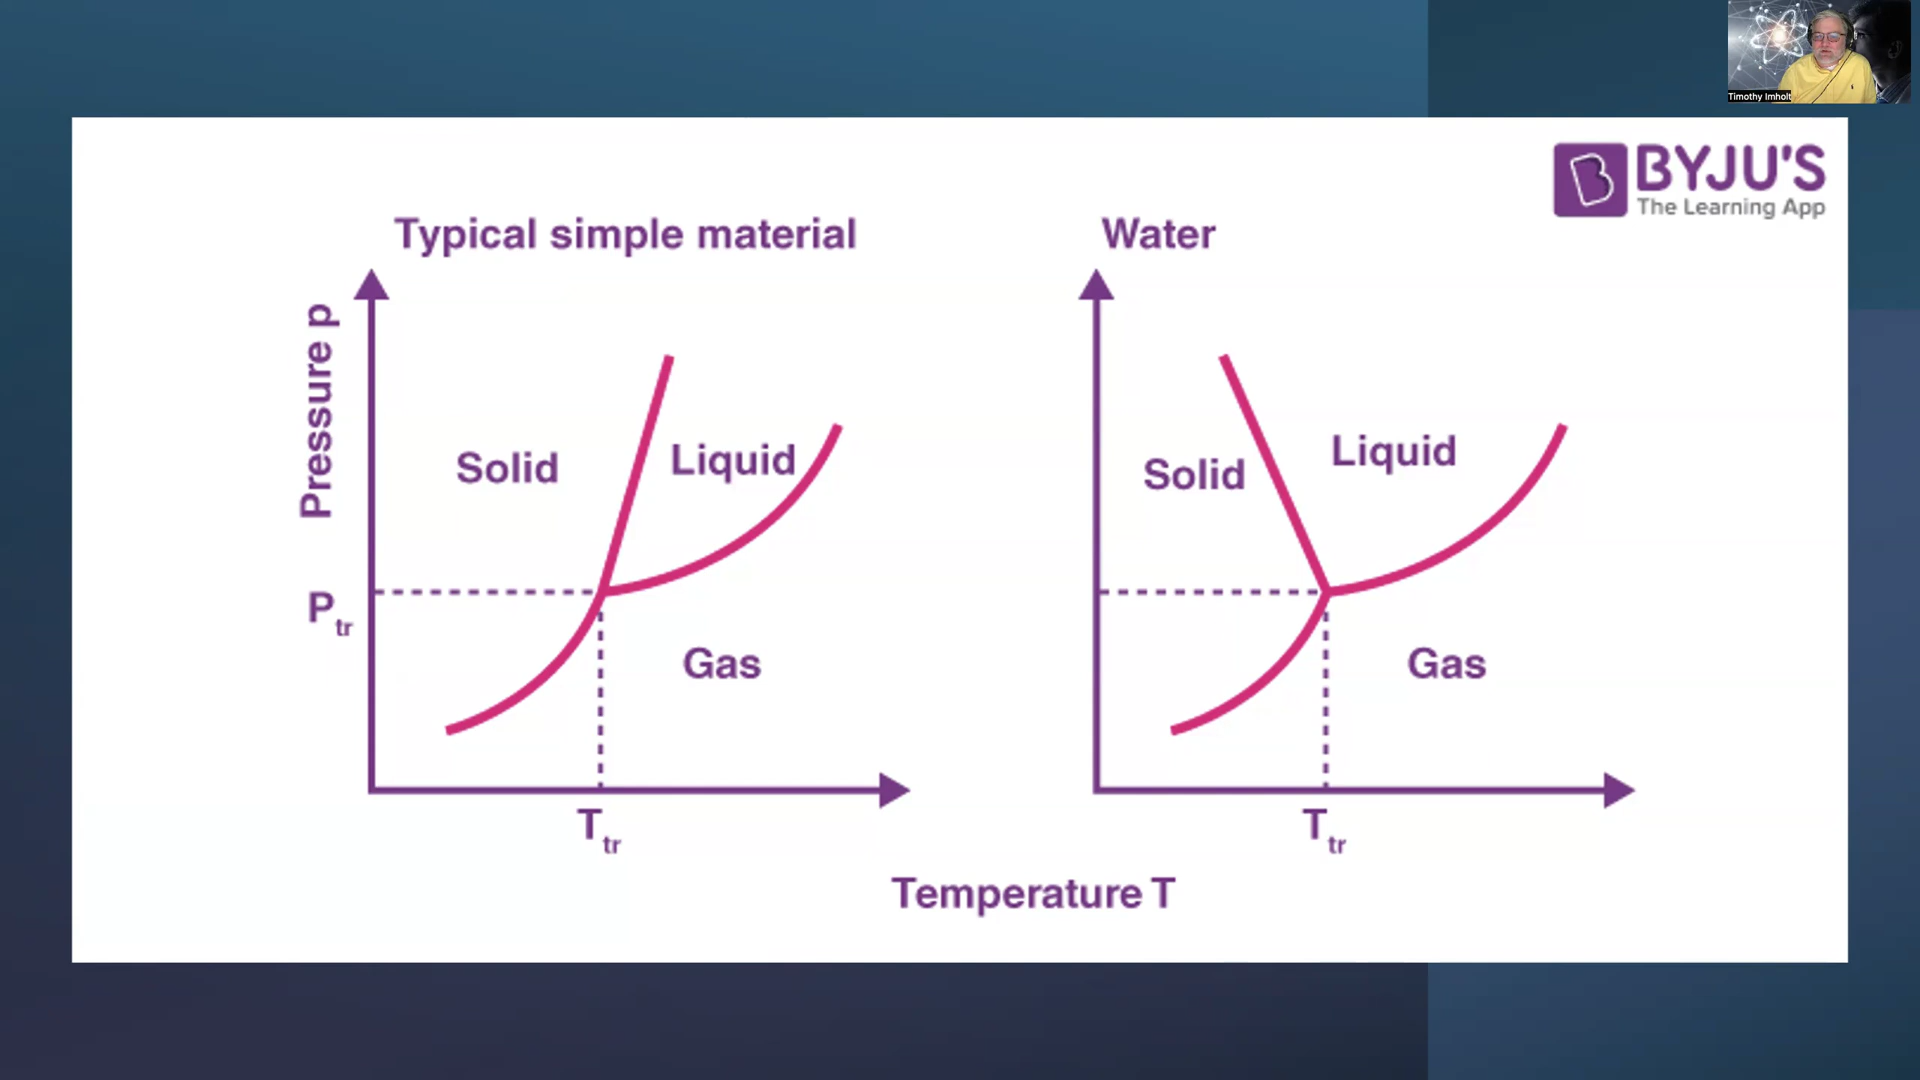 Timothy Imholt
BYJU'S
The Learning App
Typical simple material
Pressure p
Solid
Liquid
Gas
P tr
T tr
Water
Solid
Liquid
Gas
T tr
Temperature T